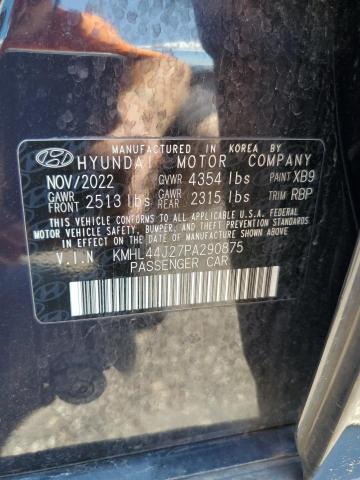 MANUFACTURED IN KOREA BY
HYUNDAI MOTOR COMPANY
NOV/2022 GVWR 4354 lbs PAINT XB9
GAWR FRONT 2513 lbs GAWR REAR 2315 lbs TRIM RBP
THIS VEHICLE CONFORMS TO ALL APPLICABLE U.S.A. FEDERAL
MOTOR VEHICLE SAFETY, BUMPER, AND THEFT PREVENTION
STANDARDS IN EFFECT ON THE DATE OF MANUFACTURE SHOWN ABOVE.
V.I.N KMHL44J27PA290875
PASSENGER CAR